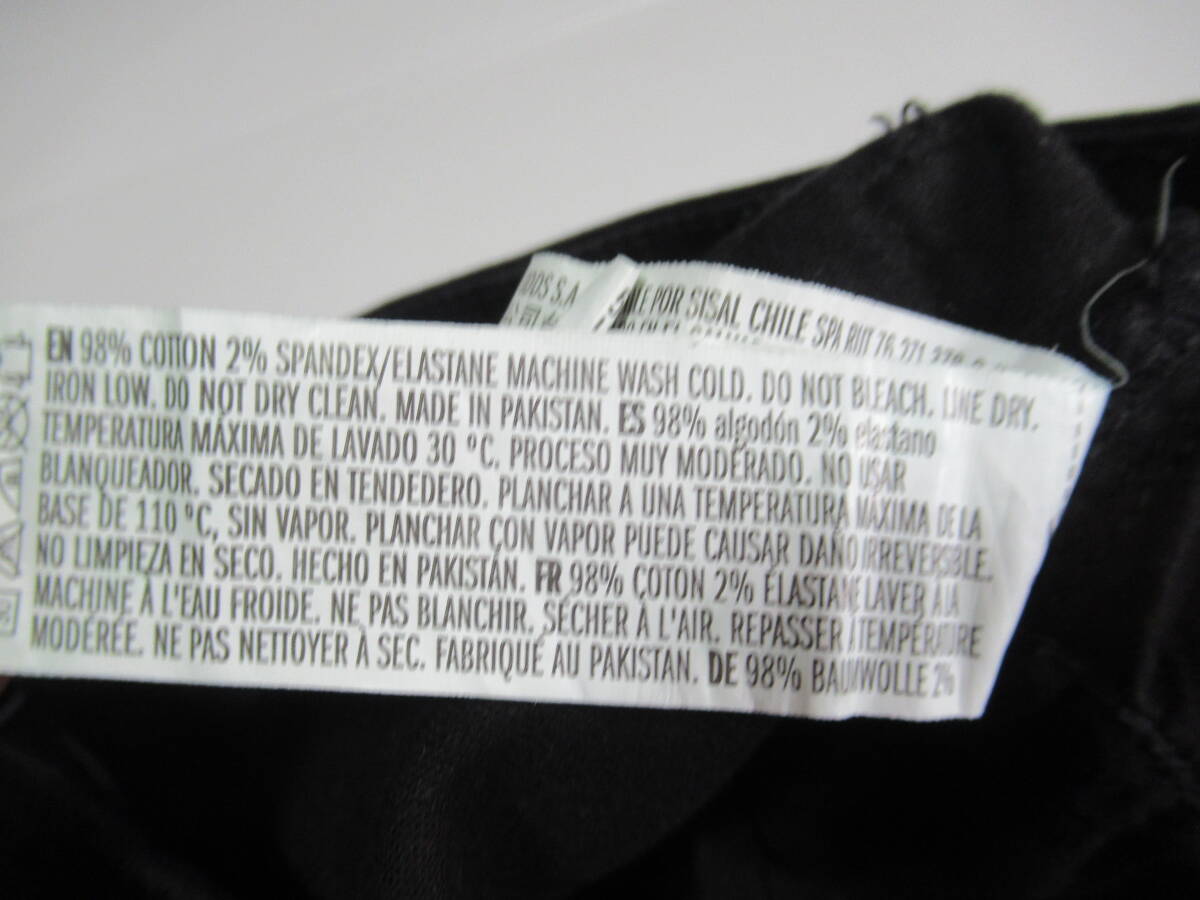 DOS S.A
POR SISAL CHILE SPA RUT 76
EN 98% COTTON 2% SPANDEX/ELASTANE MACHINE WASH COLD. DO NOT BLEACH. LINE DRY.
IRON LOW. DO NOT DRY CLEAN. MADE IN PAKISTAN. ES 98% algodón 2% elastano
TEMPERATURA MÁXIMA DE LAVADO 30 °C. PROCESO MUY MODERADO. NO USAR
BLANQUEADOR. SECADO EN TENDEDERO. PLANCHAR A UNA TEMPERATURA MÁXIMA DE LA
BASE DE 110 °C, SIN VAPOR. PLANCHAR CON VAPOR PUEDE CAUSAR DAÑO IRREVERSIBLE.
NO LIMPIEZA EN SECO. HECHO EN PAKISTÁN. FR 98% COTON 2% ÉLASTANE LAVER À LA
MACHINE À L'EAU FROIDE. NE PAS BLANCHIR. SÉCHER À L'AIR. REPASSER TEMPÉRATURE
MODÉRÉE. NE PAS NETTOYER À SEC. FABRIQUÉ AU PAKISTAN. DE 98% BAUMWOLLE 2%